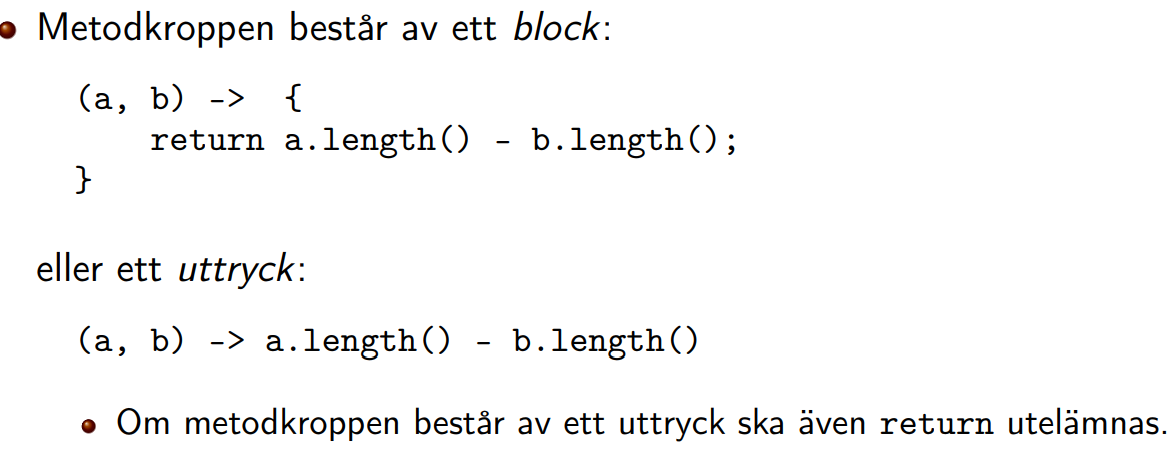 Metodkroppen består av ett block:
(a, b) -> {
return a.length() - b.length();
}
eller ett uttryck:
(a, b) -> a.length() - b.length()
Om metodkroppen består av ett uttryck ska även return utelämnas.